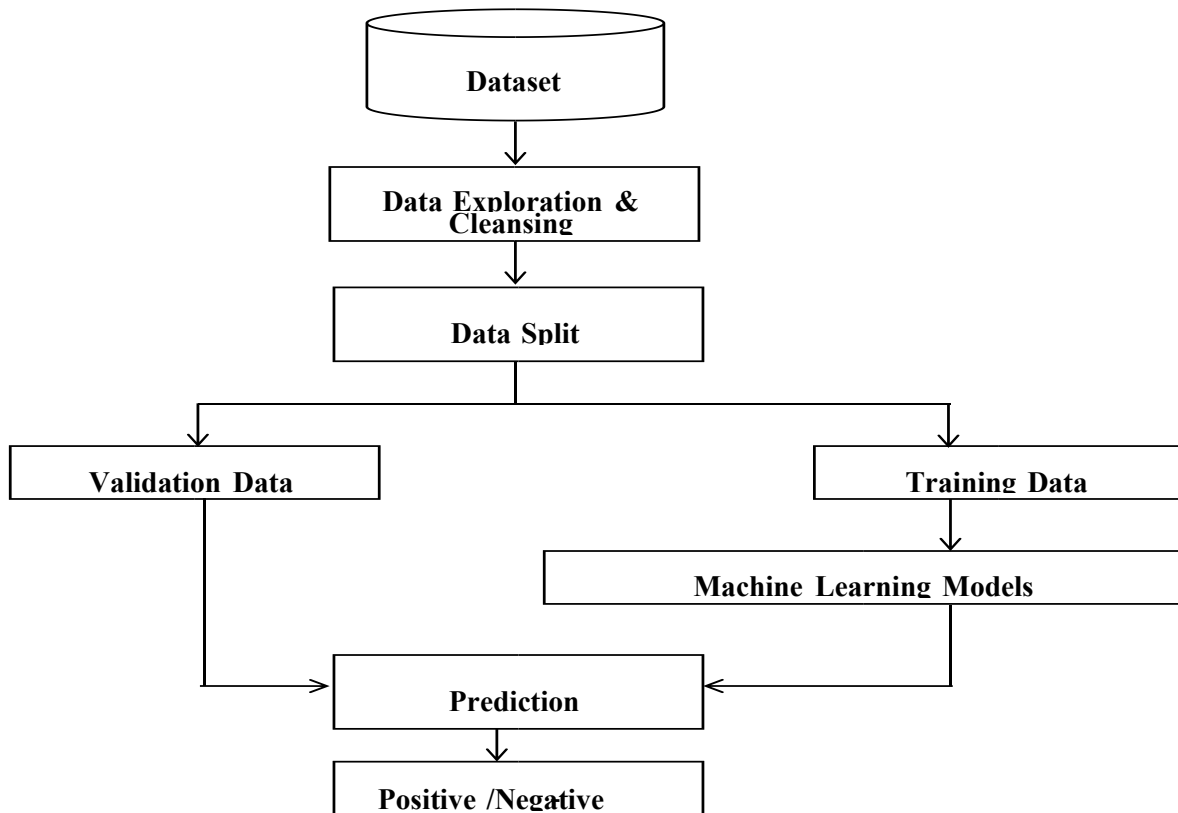 Dataset
Data Exploration &
Cleansing
Data Split
Validation Data
Training Data
Machine Learning Models
Prediction
Positive /Negative